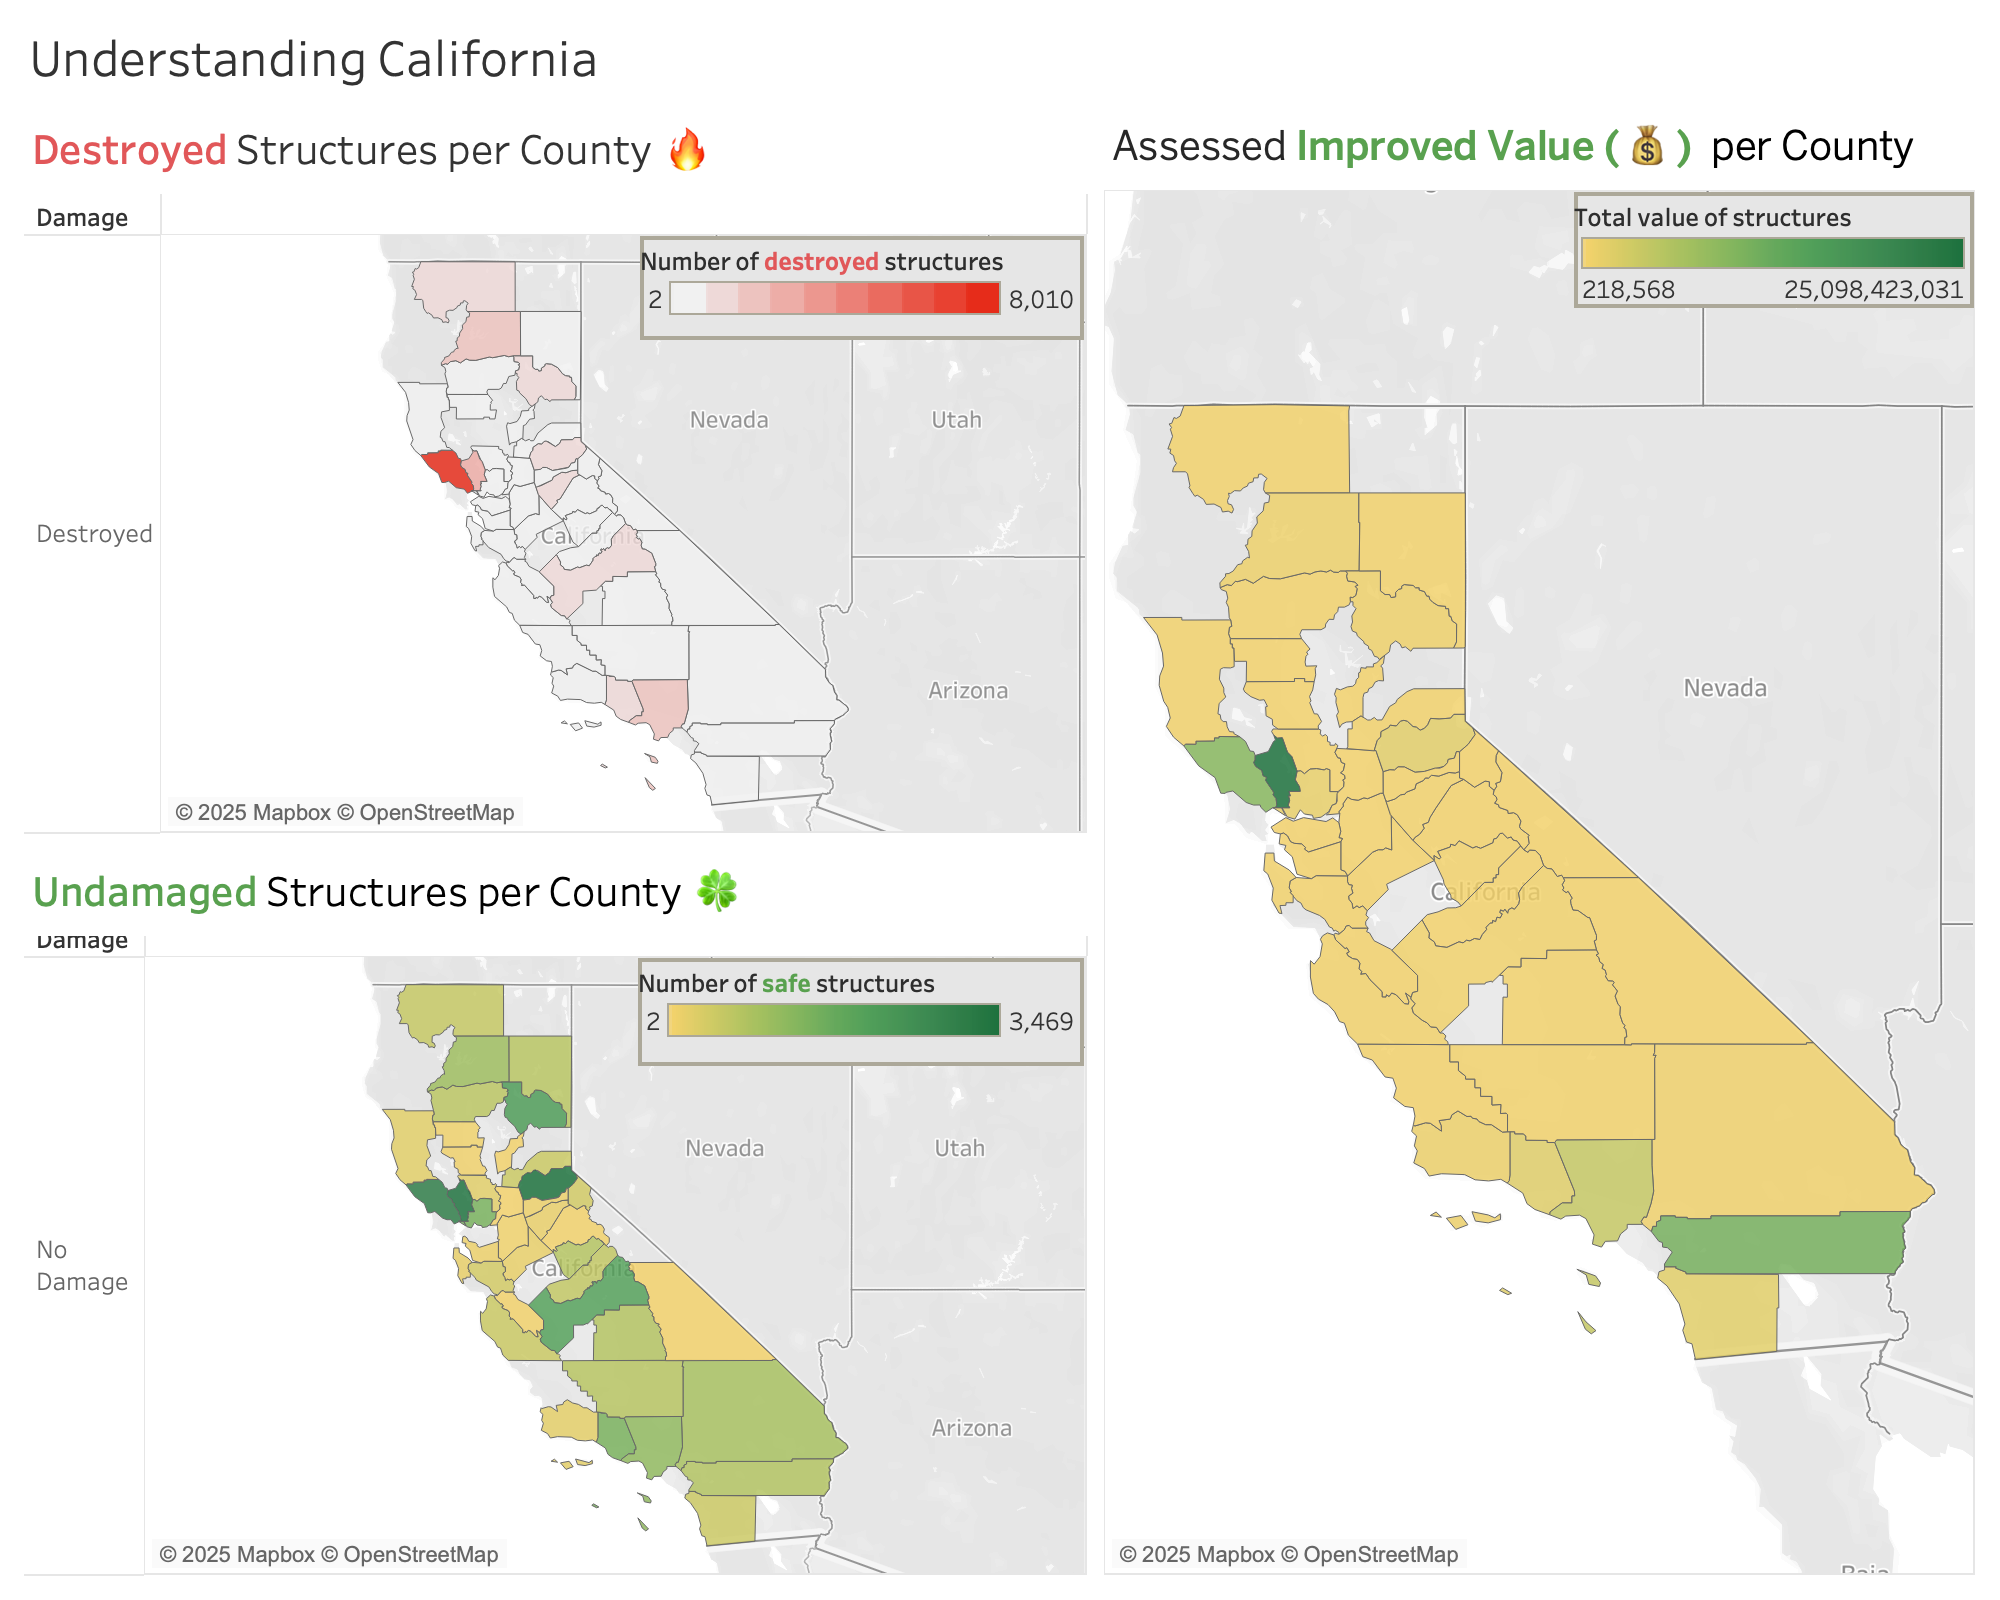 Understanding California
Destroyed Structures per County 🔥
Damage
Number of destroyed structures
2 8,010
Nevada
Utah
California
Arizona
Destroyed
© 2025 Mapbox © OpenStreetMap
Undamaged Structures per County 🍀
Damage
Number of safe structures
2 3,469
Nevada
Utah
California
Arizona
No
Damage
© 2025 Mapbox © OpenStreetMap
Assessed Improved Value (💰) per County
Total value of structures
218,568 25,098,423,031
Nevada
California
© 2025 Mapbox © OpenStreetMap